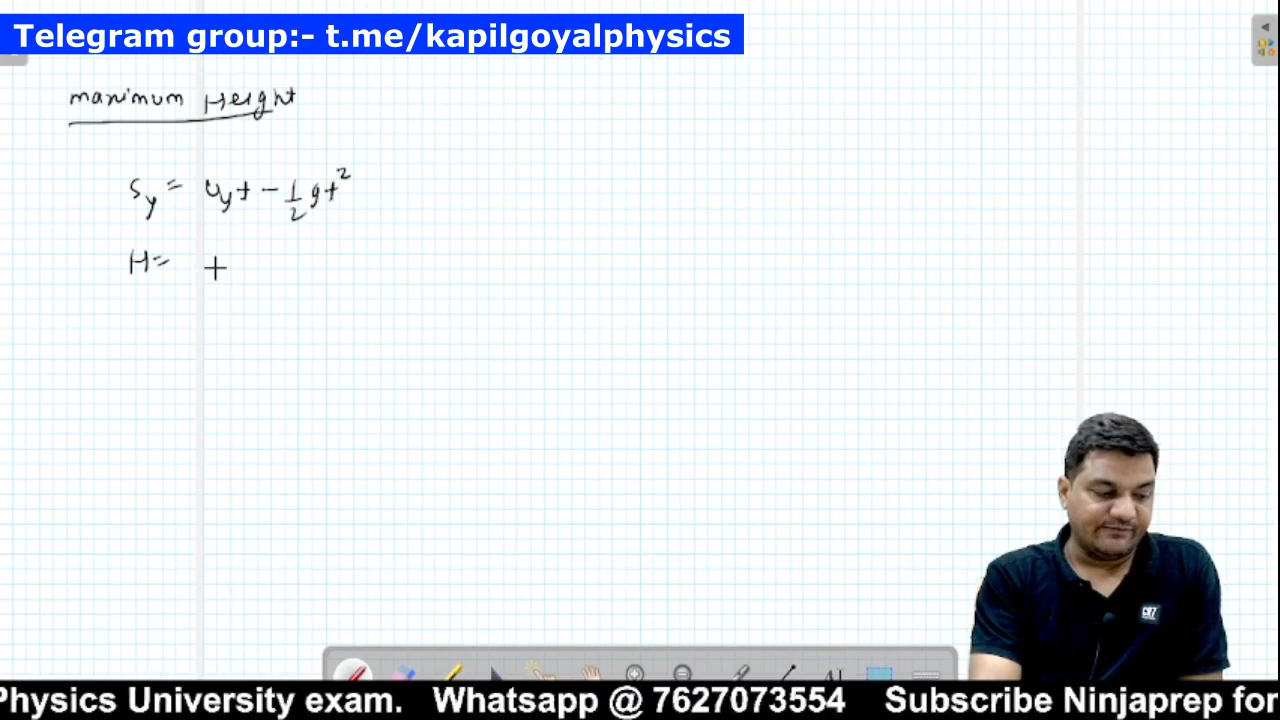 Telegram group:- t.me/kapilgoyalphysics
maximum Height
Sy = uyt - 1/2 gt²
H= +
Physics University exam. Whatsapp @ 7627073554 Subscribe Ninjaprep for